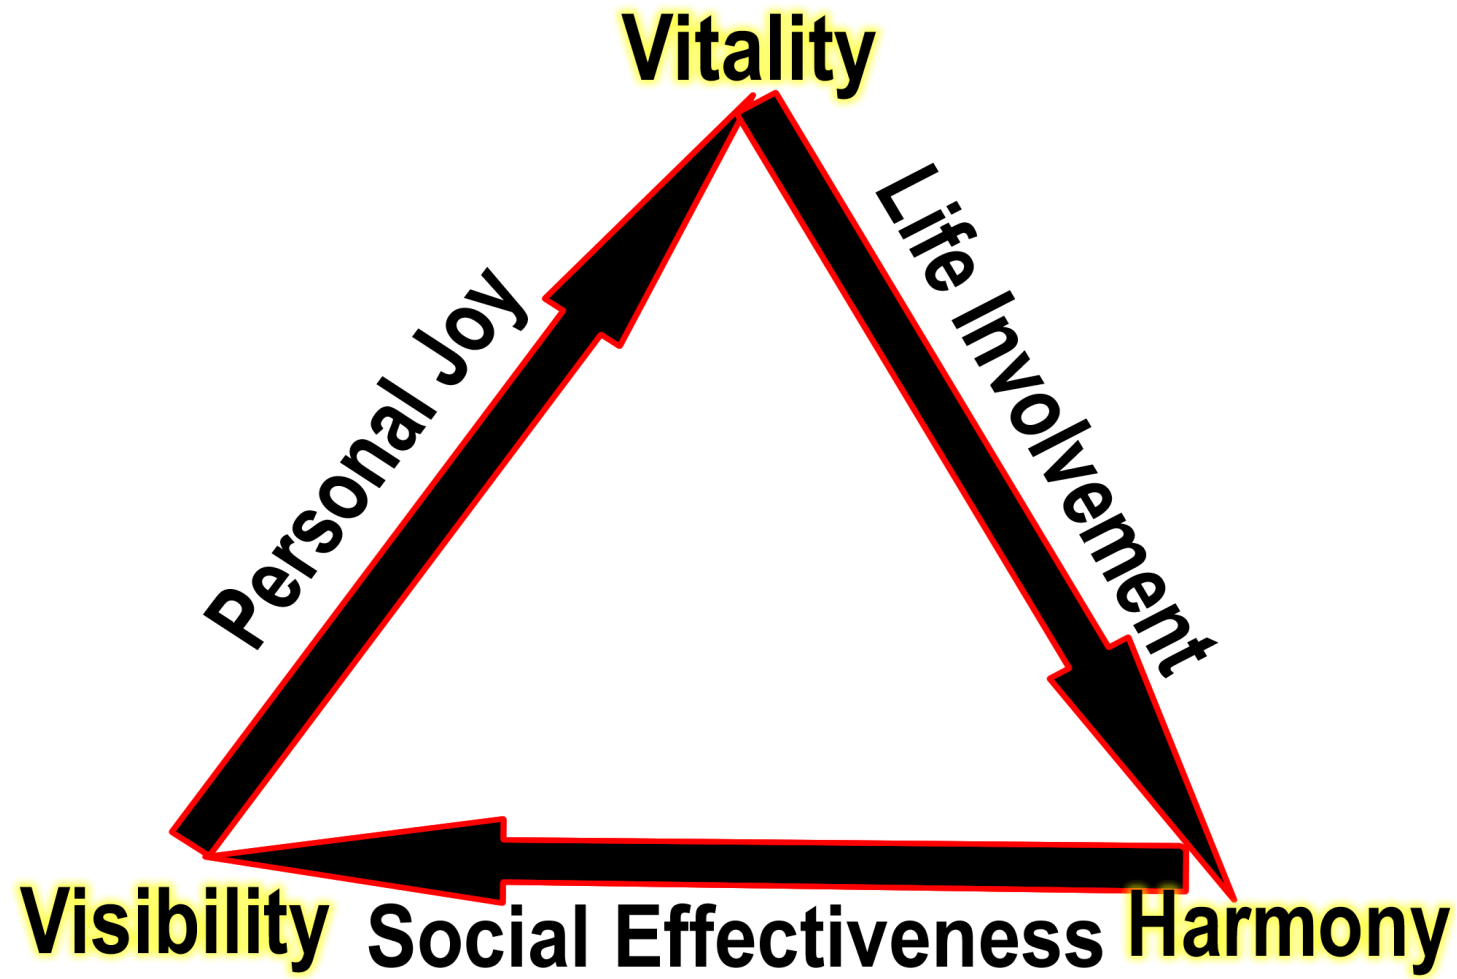 Vitality
Personal Joy
Life Involvement
Visibility
Social Effectiveness
Harmony